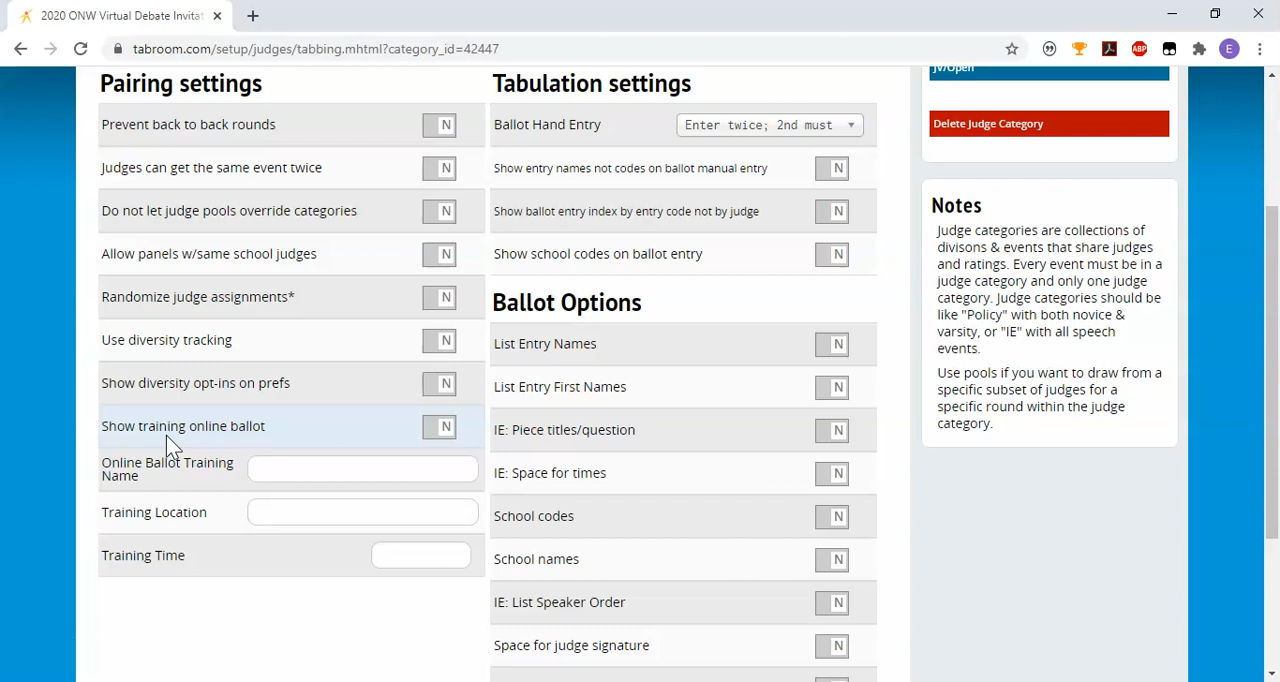 2020 ONW Virtual Debate Invitat
tabroom.com/setup/judges/tabbing.mhtml?category_id=42447
ABP
E
Pairing settings
Prevent back to back rounds N
Judges can get the same event twice N
Do not let judge pools override categories N
Allow panels w/same school judges N
Randomize judge assignments* N
Use diversity tracking N
Show diversity opt-ins on prefs N
Show training online ballot N
Online Ballot Training
Name
Training Location
Training Time
Tabulation settings
Ballot Hand Entry Enter twice; 2nd must
Show entry names not codes on ballot manual entry N
Show ballot entry index by entry code not by judge N
Show school codes on ballot entry N
Ballot Options
List Entry Names N
List Entry First Names N
IE: Piece titles/question N
IE: Space for times N
School codes N
School names N
IE: List Speaker Order N
Space for judge signature N
JV/Open
Delete Judge Category
Notes
Judge categories are collections of
divisons & events that share judges
and ratings. Every event must be in a
judge category and only one judge
category. Judge categories should be
like "Policy" with both novice &
varsity, or "IE" with all speech
events.
Use pools if you want to draw from a
specific subset of judges for a
specific round within the judge
category.